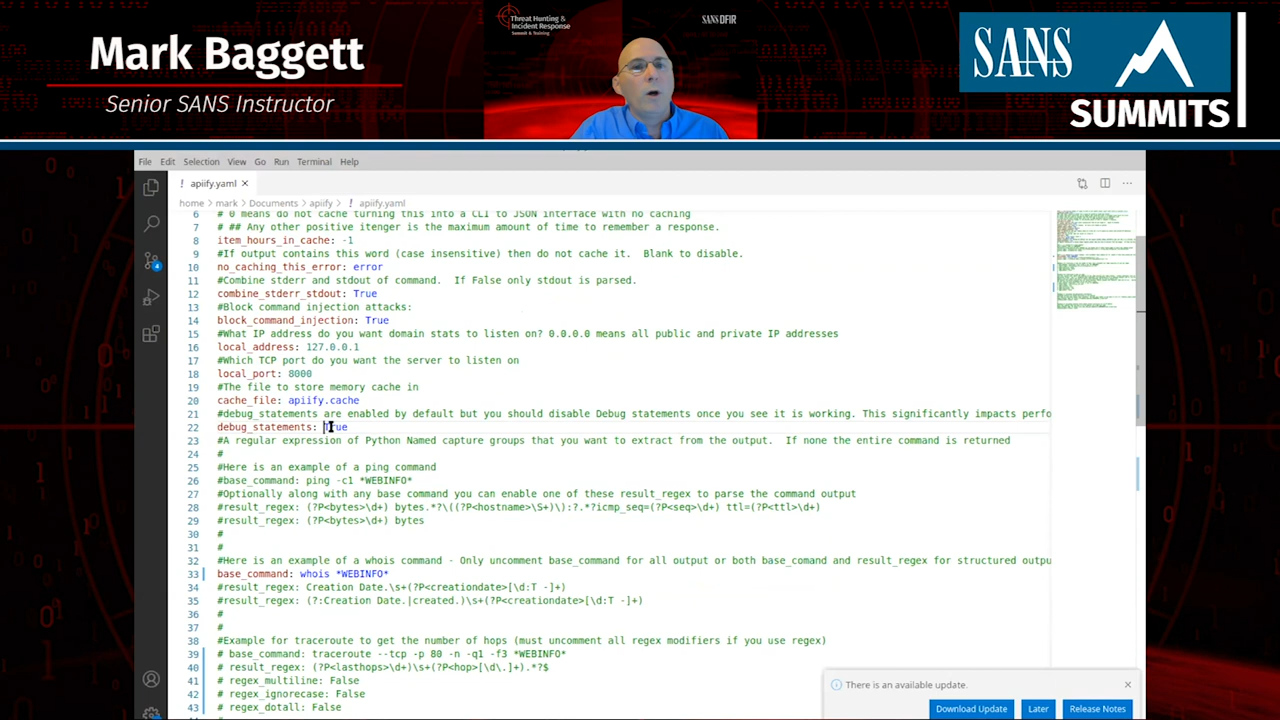 Mark Baggett
Senior SANS Instructor
Threat Hunting &
Incident Response
Summit & Training
SANS DFIR
SANS
SUMMITS
File Edit Selection View Go Run Terminal Help
! apiify.yaml ×
home > mark > Documents > apiify > ! apiify.yaml
6 # 0 means do not cache turning this into a CLI to JSON interface with no caching
7 # ## Any other positive itenger is the maximum amount of time to remember a response.
8 item_hours_in_cache: -1
9 #If output contains this word (case insensitive) then do not cache it.  Blank to disable.
10 no_caching_this_error: error
11 #Combine stderr and stdout of command.  If False only stdout is parsed.
12 combine_stderr_stdout: True
13 #Block command injection attacks:
14 block_command_injection: True
15 #What IP address do you want domain stats to listen on? 0.0.0.0 means all public and private IP addresses
16 local_address: 127.0.0.1
17 #Which TCP port do you want the server to listen on
18 local_port: 8000
19 #The file to store memory cache in
20 cache_file: apiify.cache
21 #debug_statements are enabled by default but you should disable Debug statements once you see it is working. This significantly impacts perfo
22 debug_statements: True
23 #A regular expression of Python Named capture groups that you want to extract from the output.  If none the entire command is returned
24 #
25 #Here is an example of a ping command
26 #base_command: ping -c1 *WEBINFO*
27 #Optionally along with any base command you can enable one of these result_regex to parse the command output
28 #result_regex: (?P<bytes>\d+) bytes.*?\((?P<hostname>\S+)\):?.*?icmp_seq=(?P<seq>\d+) ttl=(?P<ttl>\d+)
29 #result_regex: (?P<bytes>\d+) bytes
30 #
31 #
32 #Here is an example of a whois command - Only uncomment base_command for all output or both base_comand and result_regex for structured outpu
33 base_command: whois *WEBINFO*
34 #result_regex: Creation Date.\s+(?P<creationdate>[\d:T -]+)
35 #result_regex: (?:Creation Date.|created.)\s+(?P<creationdate>[\d:T -]+)
36 #
37 #
38 #Example for traceroute to get the number of hops (must uncomment all regex modifiers if you use regex)
39 # base_command: traceroute --tcp -p 80 -n -q1 -f3 *WEBINFO*
40 # result_regex: (?P<lasthops>\d+)\s+(?P<hop>[\d\.]+).*?$
41 # regex_multiline: False
42 # regex_ignorecase: False
43 # regex_dotall: False
4
There is an available update. ×
Download Update Later Release Notes